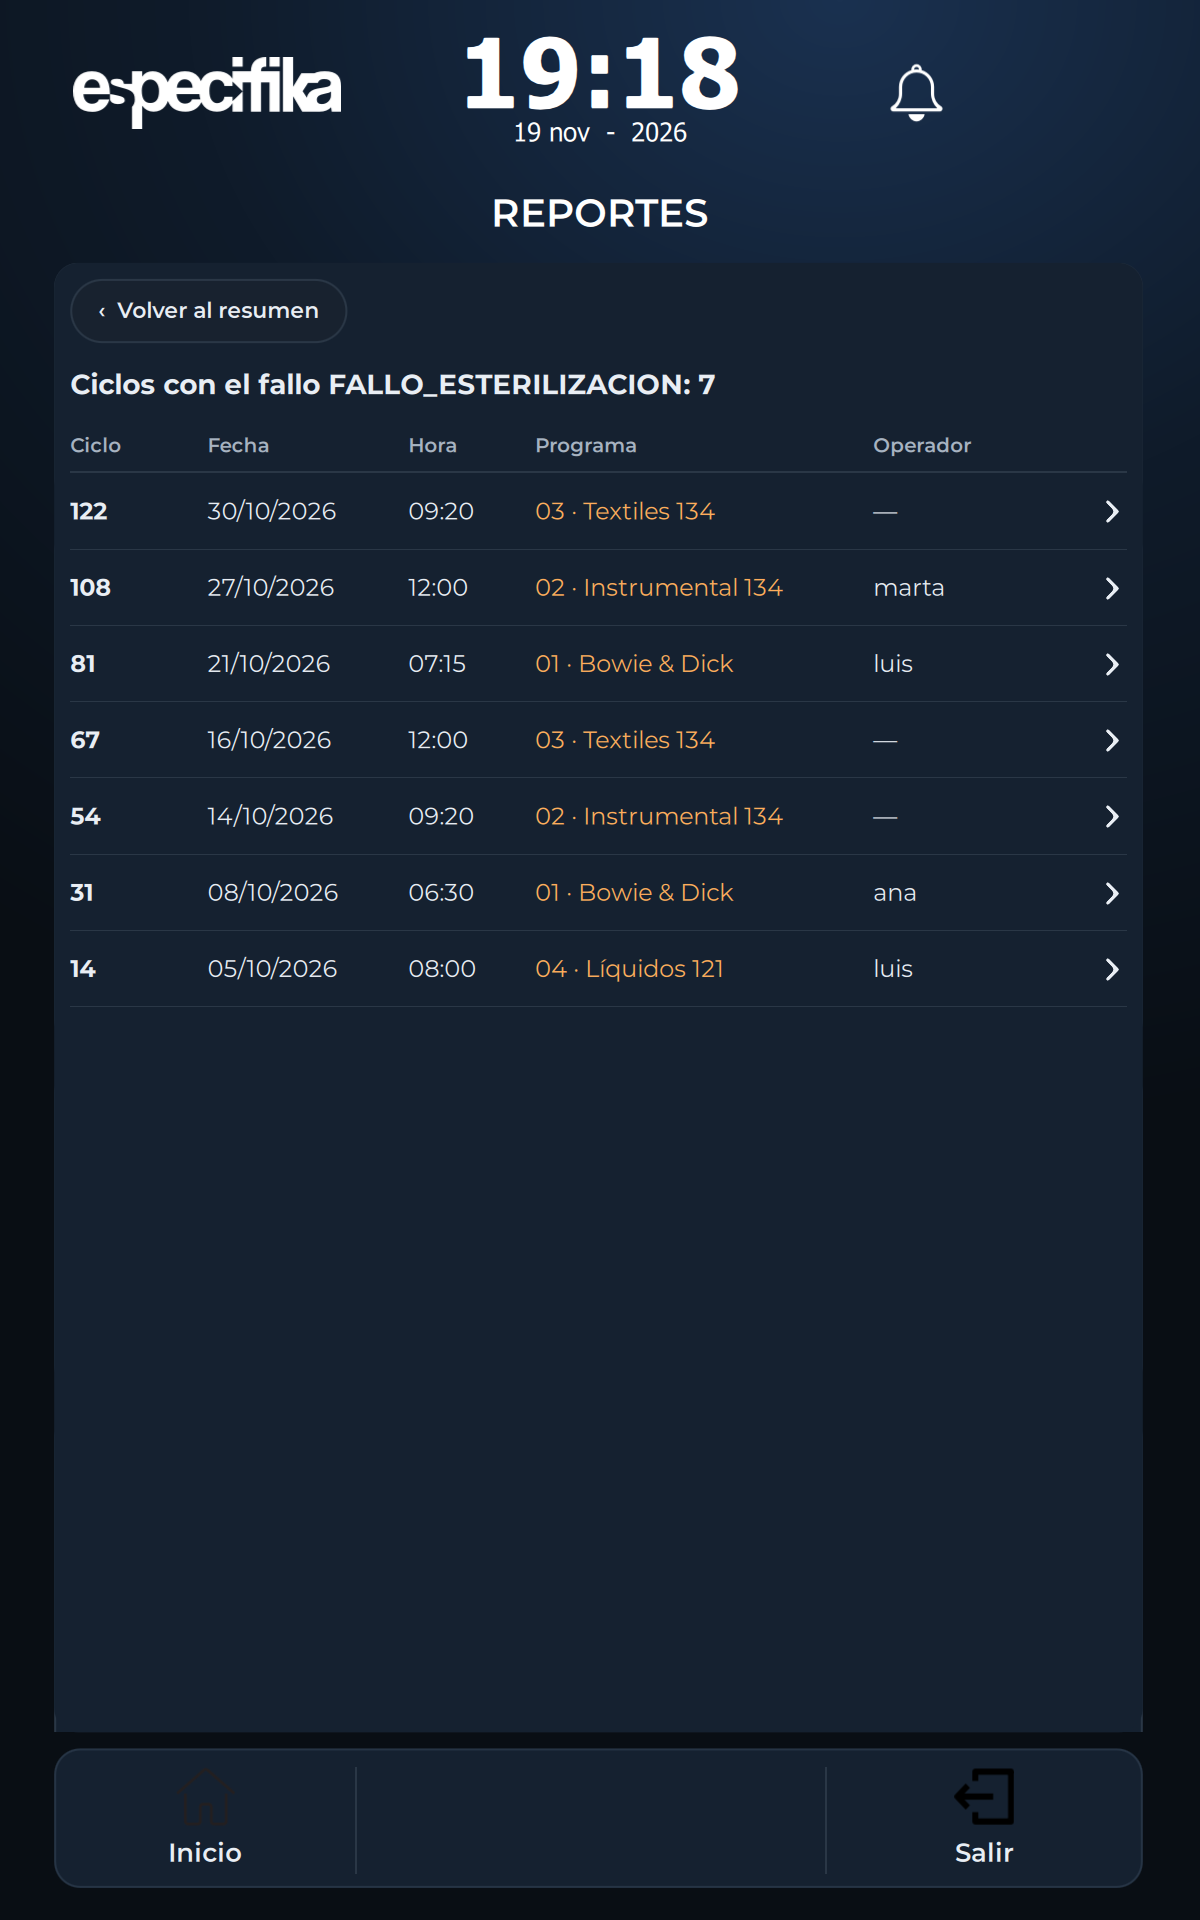 especifika
19:18
19 nov - 2026
REPORTES
‹ Volver al resumen
Ciclos con el fallo FALLO_ESTERILIZACION: 7
Ciclo Fecha Hora Programa Operador
122 30/10/2026 09:20 03 · Textiles 134 —
108 27/10/2026 12:00 02 · Instrumental 134 marta
81 21/10/2026 07:15 01 · Bowie & Dick luis
67 16/10/2026 12:00 03 · Textiles 134 —
54 14/10/2026 09:20 02 · Instrumental 134 —
31 08/10/2026 06:30 01 · Bowie & Dick ana
14 05/10/2026 08:00 04 · Líquidos 121 luis
Inicio Salir